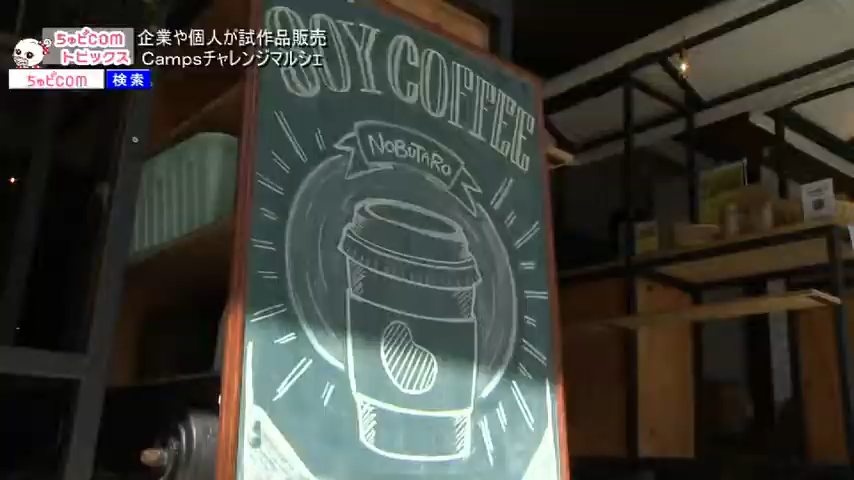 ちゅピCOM
トピックス
企業や個人が試作品販売
Campsチャレンジマルシェ
ちゅピCOM 検索
SOY COFFEE
NOBUTARO